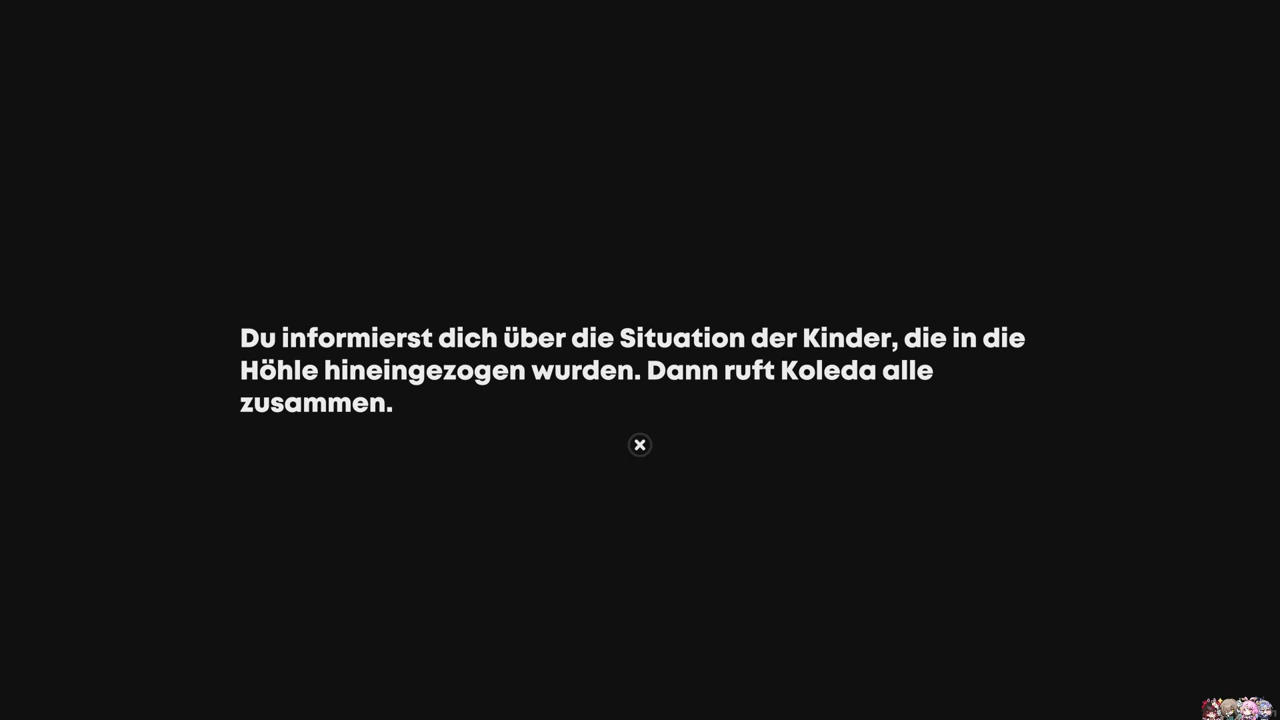 Du informierst dich über die Situation der Kinder, die in die
Höhle hineingezogen wurden. Dann ruft Koleda alle
zusammen.